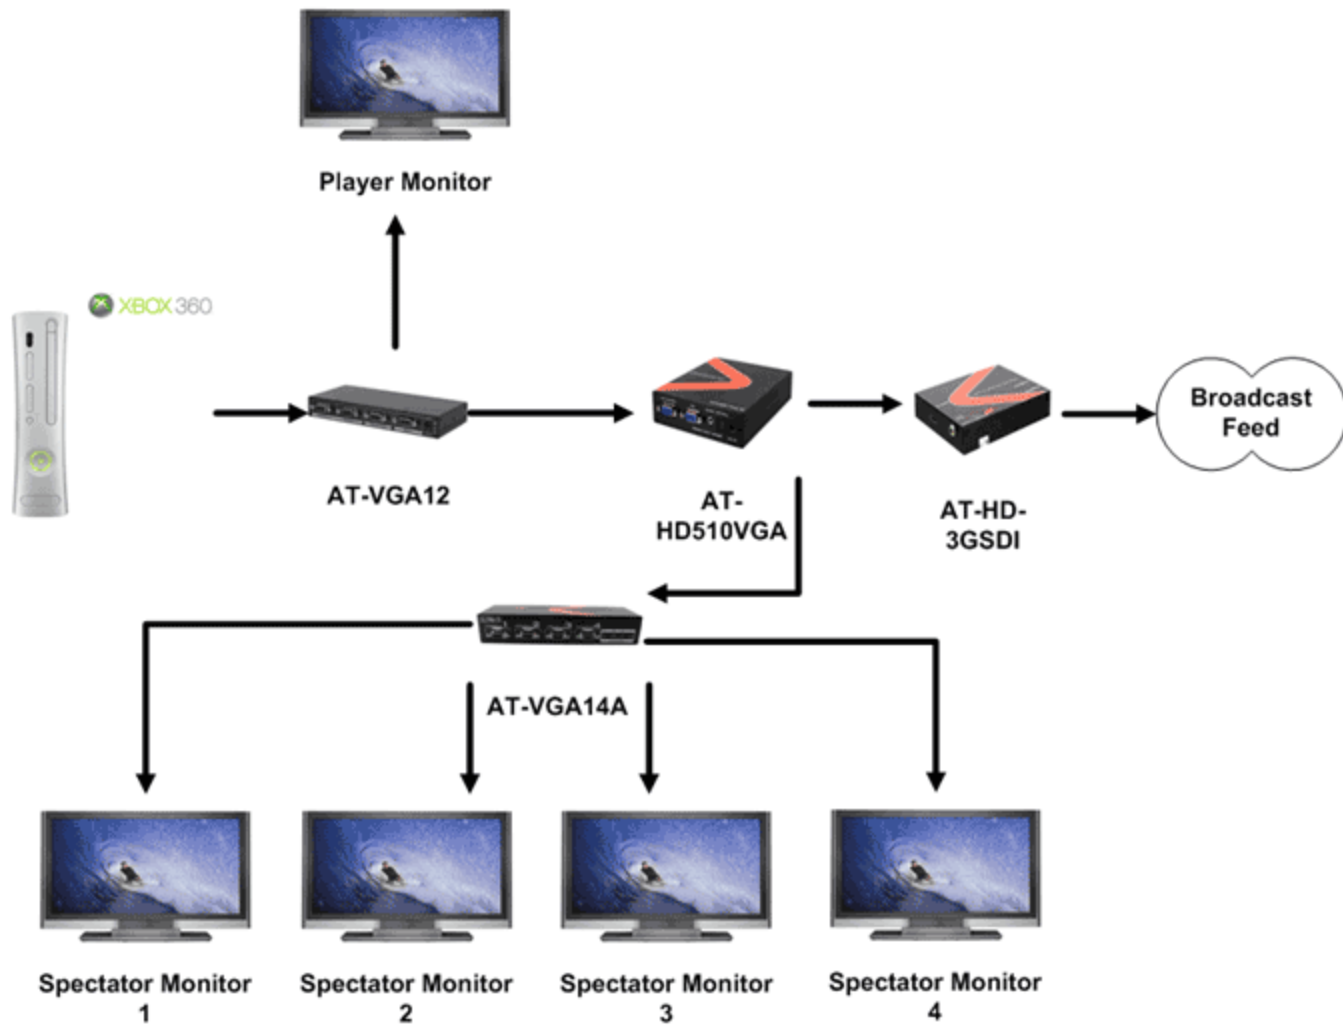 Player Monitor
XBOX 360
Broadcast
Feed
AT-VGA12
AT-
HD510VGA
AT-HD-
3GSDI
AT-VGA14A
Spectator Monitor
1
Spectator Monitor
2
Spectator Monitor
3
Spectator Monitor
4